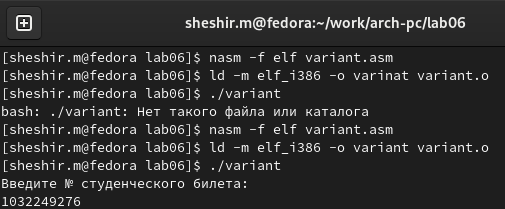 sheshir.m@fedora:~/work/arch-pc/lab06
[sheshir.m@fedora lab06]$ nasm -f elf variant.asm
[sheshir.m@fedora lab06]$ ld -m elf_i386 -o varinat variant.o
[sheshir.m@fedora lab06]$ ./variant
bash: ./variant: Нет такого файла или каталога
[sheshir.m@fedora lab06]$ nasm -f elf variant.asm
[sheshir.m@fedora lab06]$ ld -m elf_i386 -o variant variant.o
[sheshir.m@fedora lab06]$ ./variant
Введите № студенческого билета:
1032249276